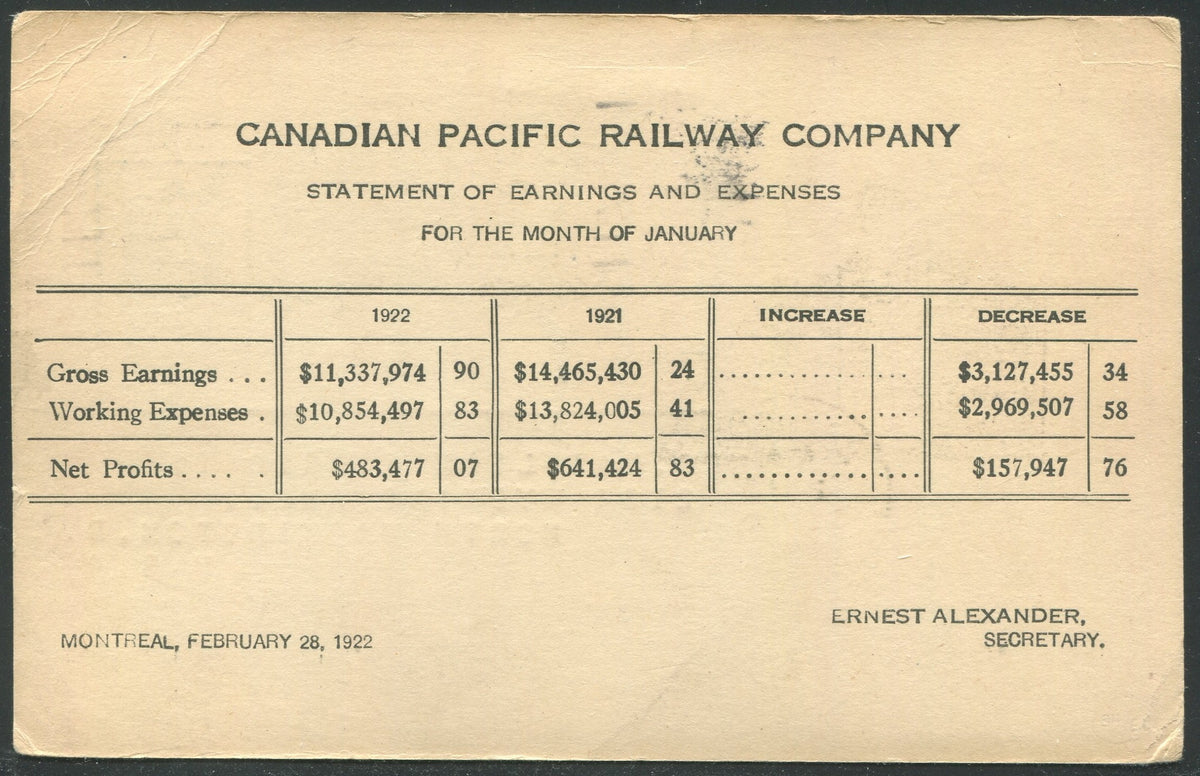 CANADIAN PACIFIC RAILWAY COMPANY
STATEMENT OF EARNINGS AND EXPENSES
FOR THE MONTH OF JANUARY
1922 1921 INCREASE DECREASE
Gross Earnings ... $11,337,974 90 $14,465,430 24 ................ ... $3,127,455 34
Working Expenses . $10,854,497 83 $13,824,005 41 ............. .... $2,969,507 58
Net Profits .... . $483,477 07 $641,424 83 ................ .... $157,947 76
ERNEST ALEXANDER,
MONTREAL, FEBRUARY 28, 1922 SECRETARY.